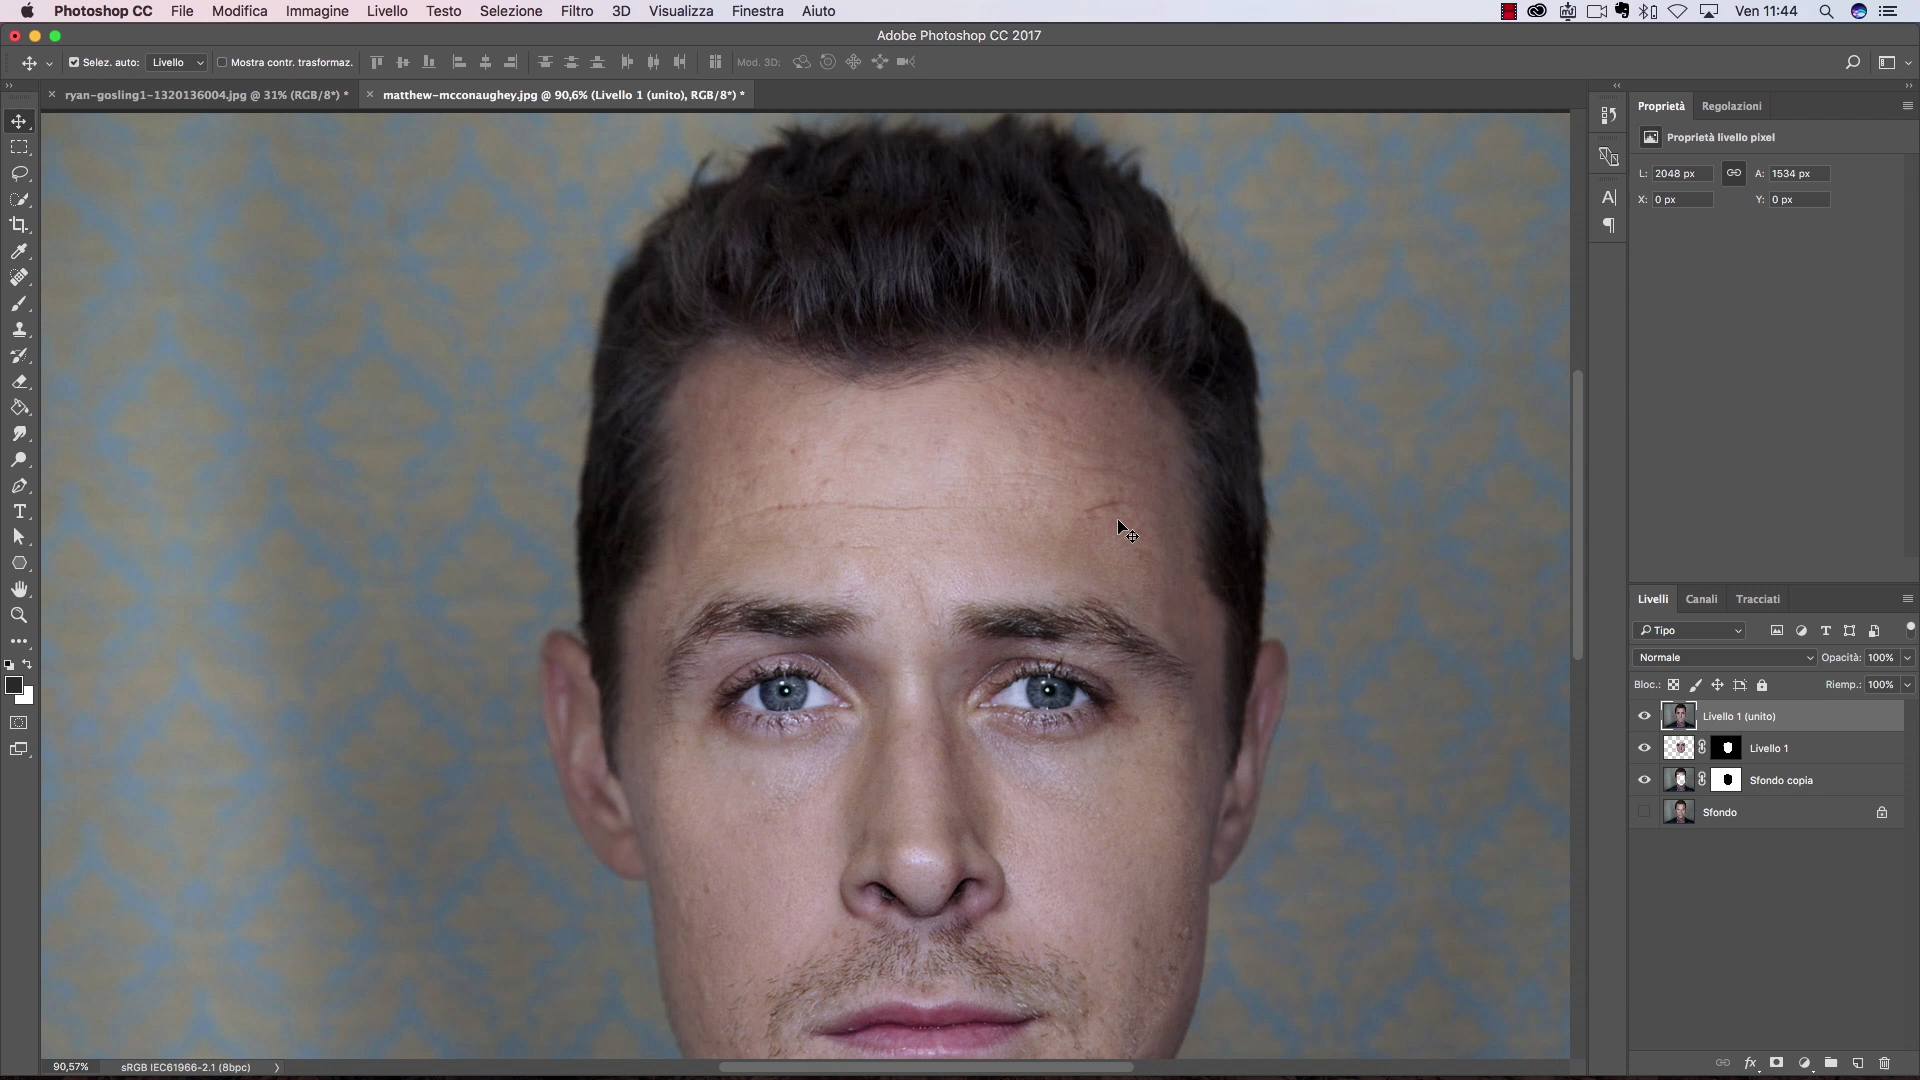 Photoshop CC File Modifica Immagine Livello Testo Selezione Filtro 3D Visualizza Finestra Aiuto Ven 11:44
Adobe Photoshop CC 2017
Selez. auto: Livello Mostra contr. trasformaz. Mod. 3D:
ryan-gosling1-1320136004.jpg @ 31% (RGB/8*) *
matthew-mcconaughey.jpg @ 90,6% (Livello 1 (unito), RGB/8*) *
Proprietà Regolazioni
Proprietà livello pixel
L: 2048 px A: 1534 px
X: 0 px Y: 0 px
Livelli Canali Tracciati
Tipo
Normale Opacità: 100%
Bloc.: Riemp.: 100%
Livello 1 (unito)
Livello 1
Sfondo copia
Sfondo
90,57% sRGB IEC61966-2.1 (8bpc)